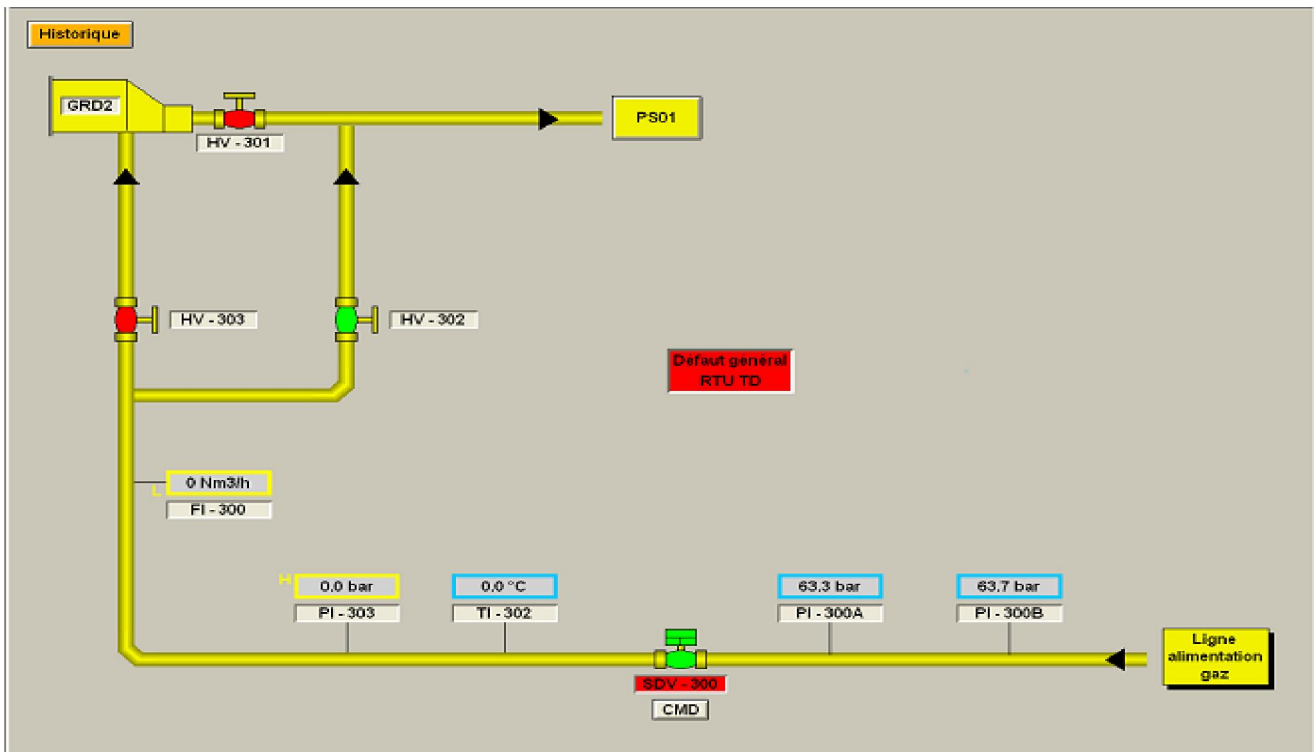 Historique
GRD2
HV - 301
PS01
HV - 303
HV - 302
Défaut général
RTU TD
0 Nm3/h
L
FI - 300
H
0.0 bar
0.0 °C
63.3 bar
63.7 bar
PI - 303
TI - 302
PI - 300A
PI - 300B
Ligne
alimentation
gaz
SDV - 300
CMD